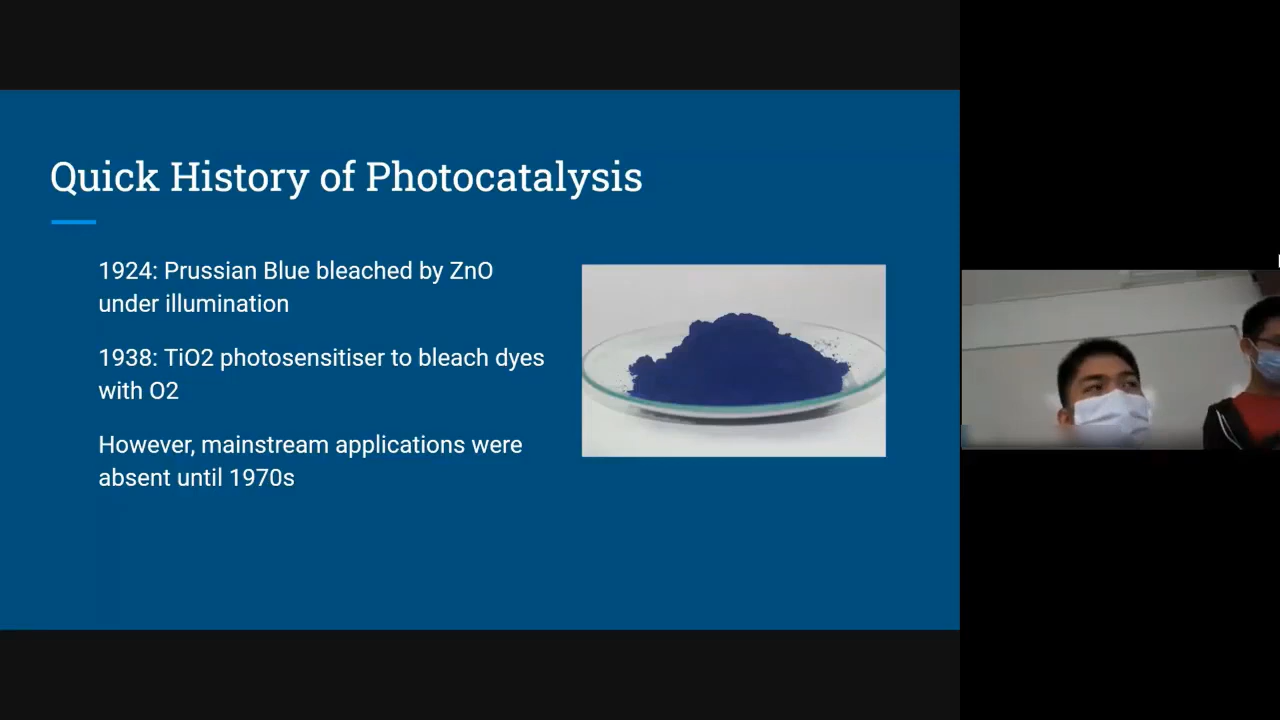 Quick History of Photocatalysis
1924: Prussian Blue bleached by ZnO
under illumination
1938: TiO2 photosensitiser to bleach dyes
with O2
However, mainstream applications were
absent until 1970s